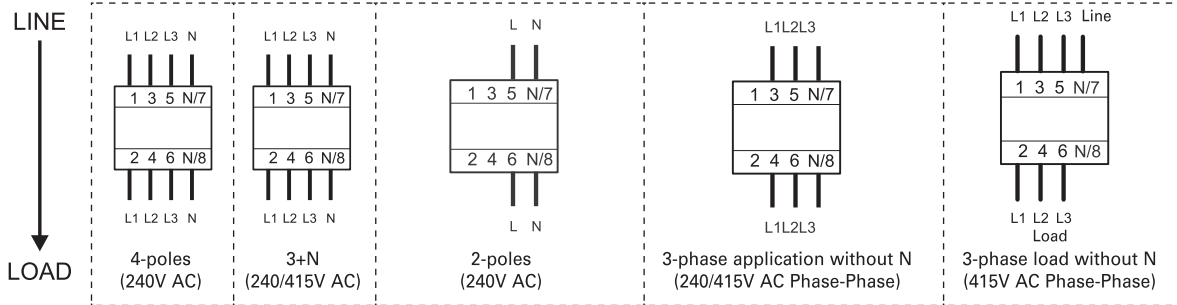 LINE
LOAD
L1 L2 L3 N
1 3 5 N/7
2 4 6 N/8
L1 L2 L3 N
4-poles
(240V AC)
L1 L2 L3 N
1 3 5 N/7
2 4 6 N/8
L1 L2 L3 N
3+N
(240/415V AC)
L N
1 3 5 N/7
2 4 6 N/8
L N
2-poles
(240V AC)
L1L2L3
1 3 5 N/7
2 4 6 N/8
L1L2L3
3-phase application without N
(240/415V AC Phase-Phase)
L1 L2 L3 Line
1 3 5 N/7
2 4 6 N/8
L1 L2 L3
Load
3-phase load without N
(415V AC Phase-Phase)